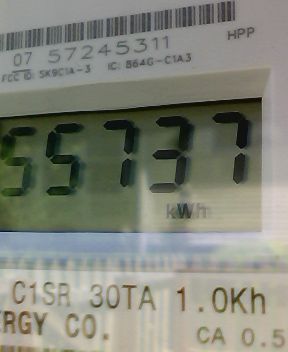 07 57245311
HPP
FCC ID: SK9C1A-3 IC: 864G-C1A3
55737
kWh
C1SR 30TA 1.0Kh
ERGY CO.
CA 0.5